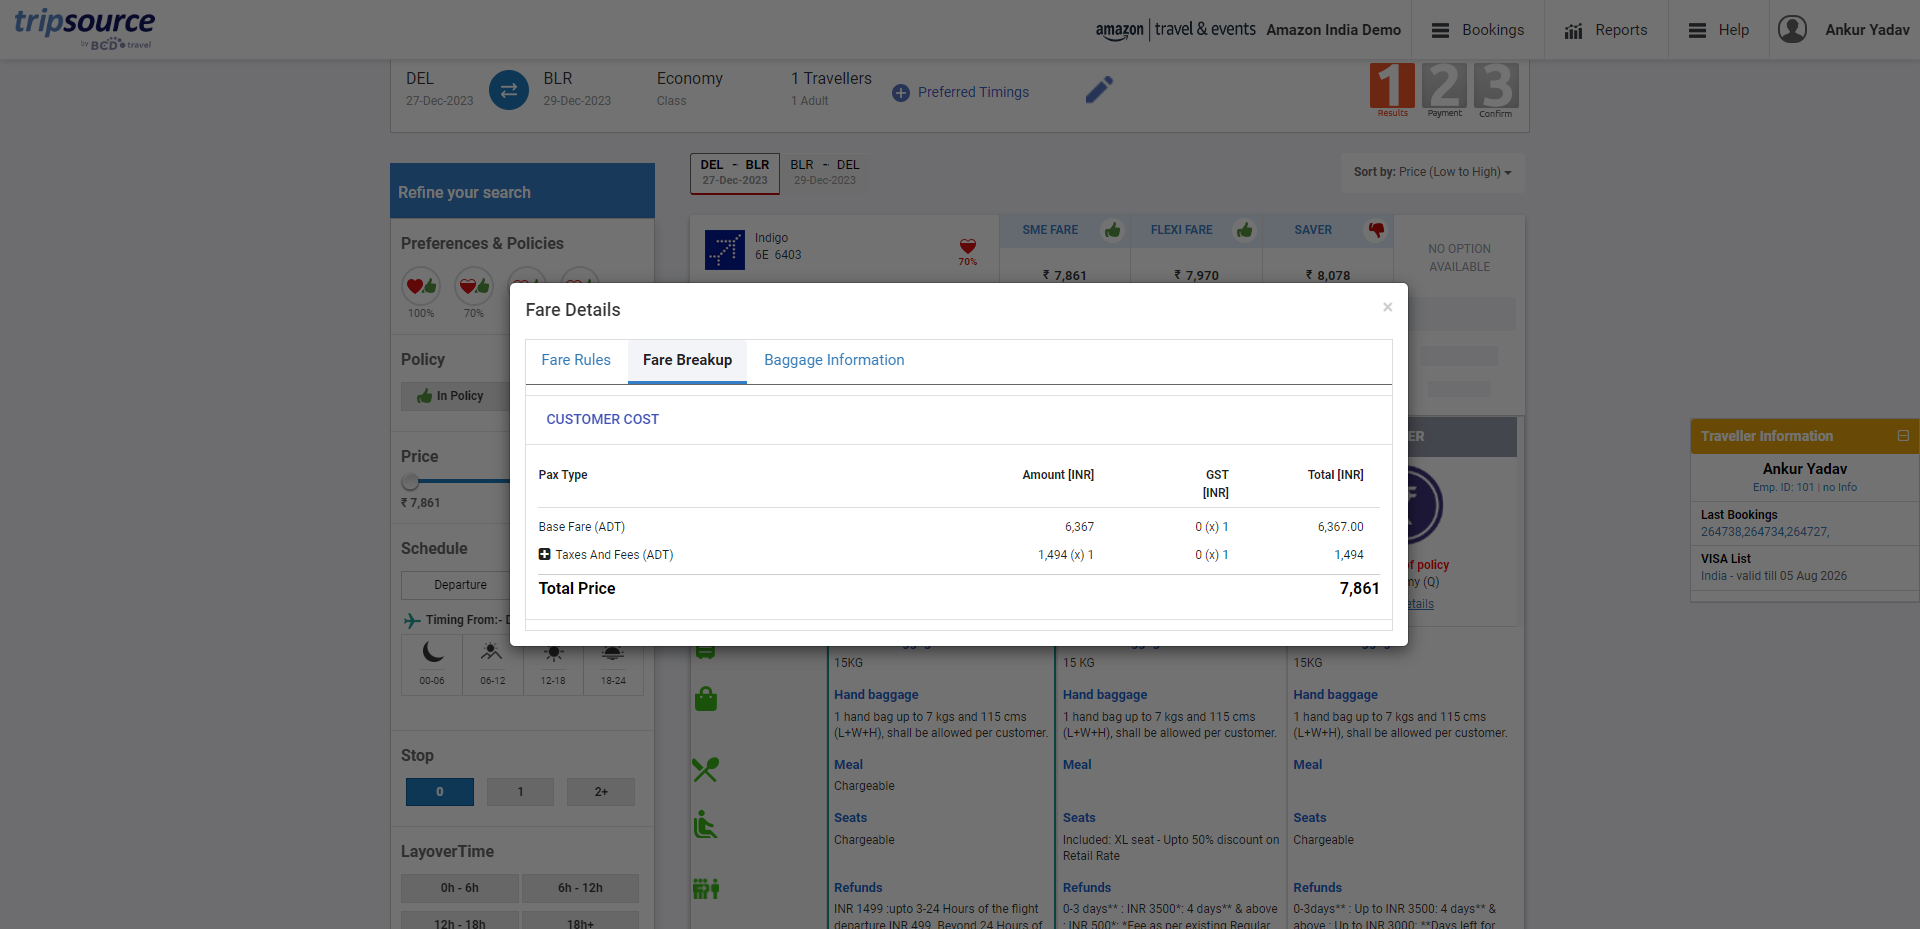 tripsource
by BCD travel
amazon travel & events
Amazon India Demo
Bookings
Reports
Help
Ankur Yadav
DEL
27-Dec-2023
BLR
29-Dec-2023
Economy
Class
1 Travellers
1 Adult
Preferred Timings
1
Results
2
Payment
3
Confirm
DEL - BLR
27-Dec-2023
BLR - DEL
29-Dec-2023
Sort by: Price (Low to High)
Refine your search
Preferences & Policies
100%
70%
Policy
In Policy
Price
₹ 7,861
Schedule
Departure
Timing From:-
00-06
06-12
12-18
18-24
Stop
0
1
2+
LayoverTime
0h - 6h
6h - 12h
12h - 18h
18h+
Indigo
6E 6403
70%
SME FARE
FLEXI FARE
SAVER
₹ 7,861
₹ 7,970
₹ 8,078
NO OPTION
AVAILABLE
Fare Details
×
Fare Rules
Fare Breakup
Baggage Information
CUSTOMER COST
Pax Type
Amount [INR]
GST
[INR]
Total [INR]
Base Fare (ADT)
6,367
0 (x) 1
6,367.00
Taxes And Fees (ADT)
1,494 (x) 1
0 (x) 1
1,494
Total Price
7,861
ER
of policy
my (Q)
etails
Traveller Information
Ankur Yadav
Emp. ID: 101 | no Info
Last Bookings
264738,264734,264727,
VISA List
India - valid till 05 Aug 2026
15KG
Hand baggage
1 hand bag up to 7 kgs and 115 cms
(L+W+H), shall be allowed per customer.
Meal
Chargeable
Seats
Chargeable
Refunds
INR 1499 :upto 3-24 Hours of the flight
departure INR 499 Beyond 24 Hours of
15 KG
Hand baggage
1 hand bag up to 7 kgs and 115 cms
(L+W+H), shall be allowed per customer.
Meal
Seats
Included: XL seat - Upto 50% discount on
Retail Rate
Refunds
0-3 days** : INR 3500*: 4 days** & above
: INR 500*: *Fee as per existing Regular
15KG
Hand baggage
1 hand bag up to 7 kgs and 115 cms
(L+W+H), shall be allowed per customer.
Meal
Seats
Chargeable
Refunds
0-3days** : Up to INR 3500: 4 days** &
above : Up to INR 3000: **Days left for